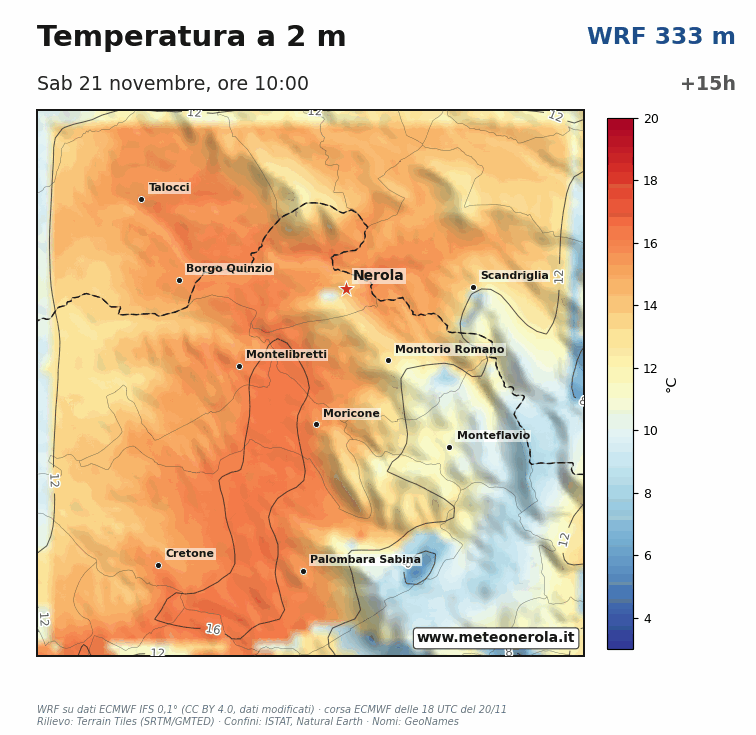 Temperatura a 2 m
WRF 333 m
Sab 21 novembre, ore 10:00
+15h
12
12
12
20
Talocci
18
16
Borgo Quinzio
Nerola
Scandriglia
12
14
Montelibretti
Montorio Romano
12
°C
Moricone
Monteflavio
10
12
8
12
Cretone
Palombara Sabina
6
12
16
4
www.meteonerola.it
12
8
WRF su dati ECMWF IFS 0,1° (CC BY 4.0, dati modificati) · corsa ECMWF delle 18 UTC del 20/11
Rilievo: Terrain Tiles (SRTM/GMTED) · Confini: ISTAT, Natural Earth · Nomi: GeoNames